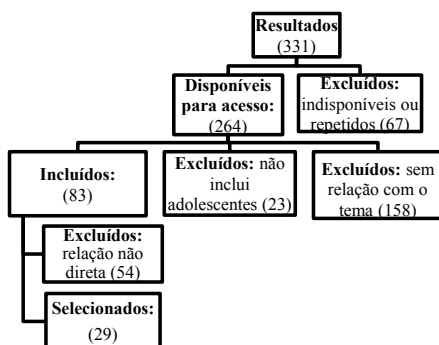 Resultados
(331)
Disponíveis
para acesso:
(264)
Excluídos:
indisponíveis ou
repetidos (67)
Incluídos:
(83)
Excluídos: não
inclui
adolescentes (23)
Excluídos: sem
relação com o
tema (158)
Excluídos:
relação não
direta (54)
Selecionados:
(29)